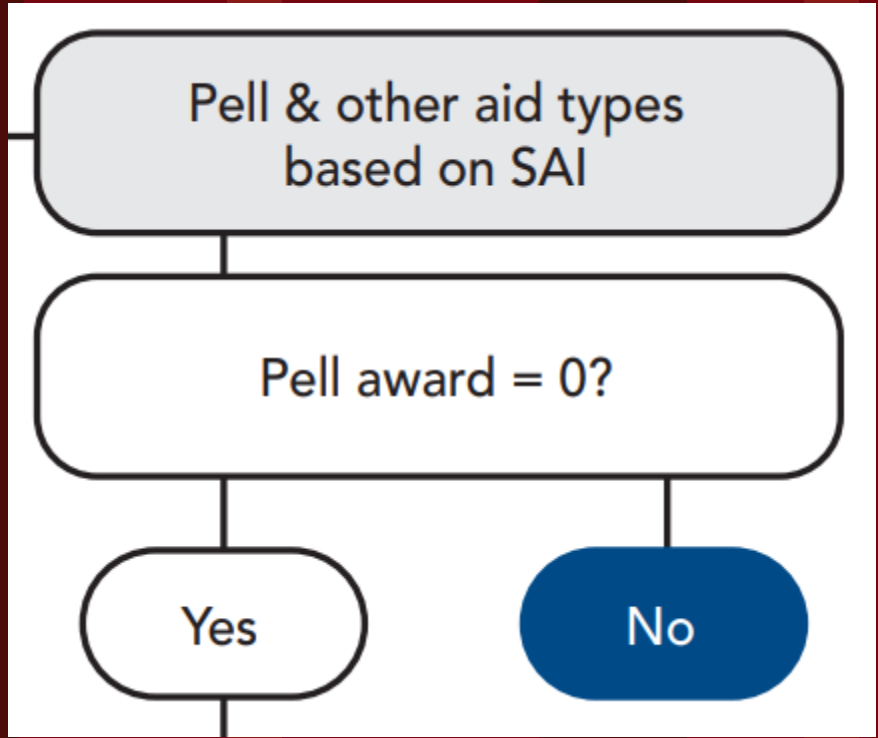 Pell & other aid types
based on SAI
Pell award = 0?
Yes
No